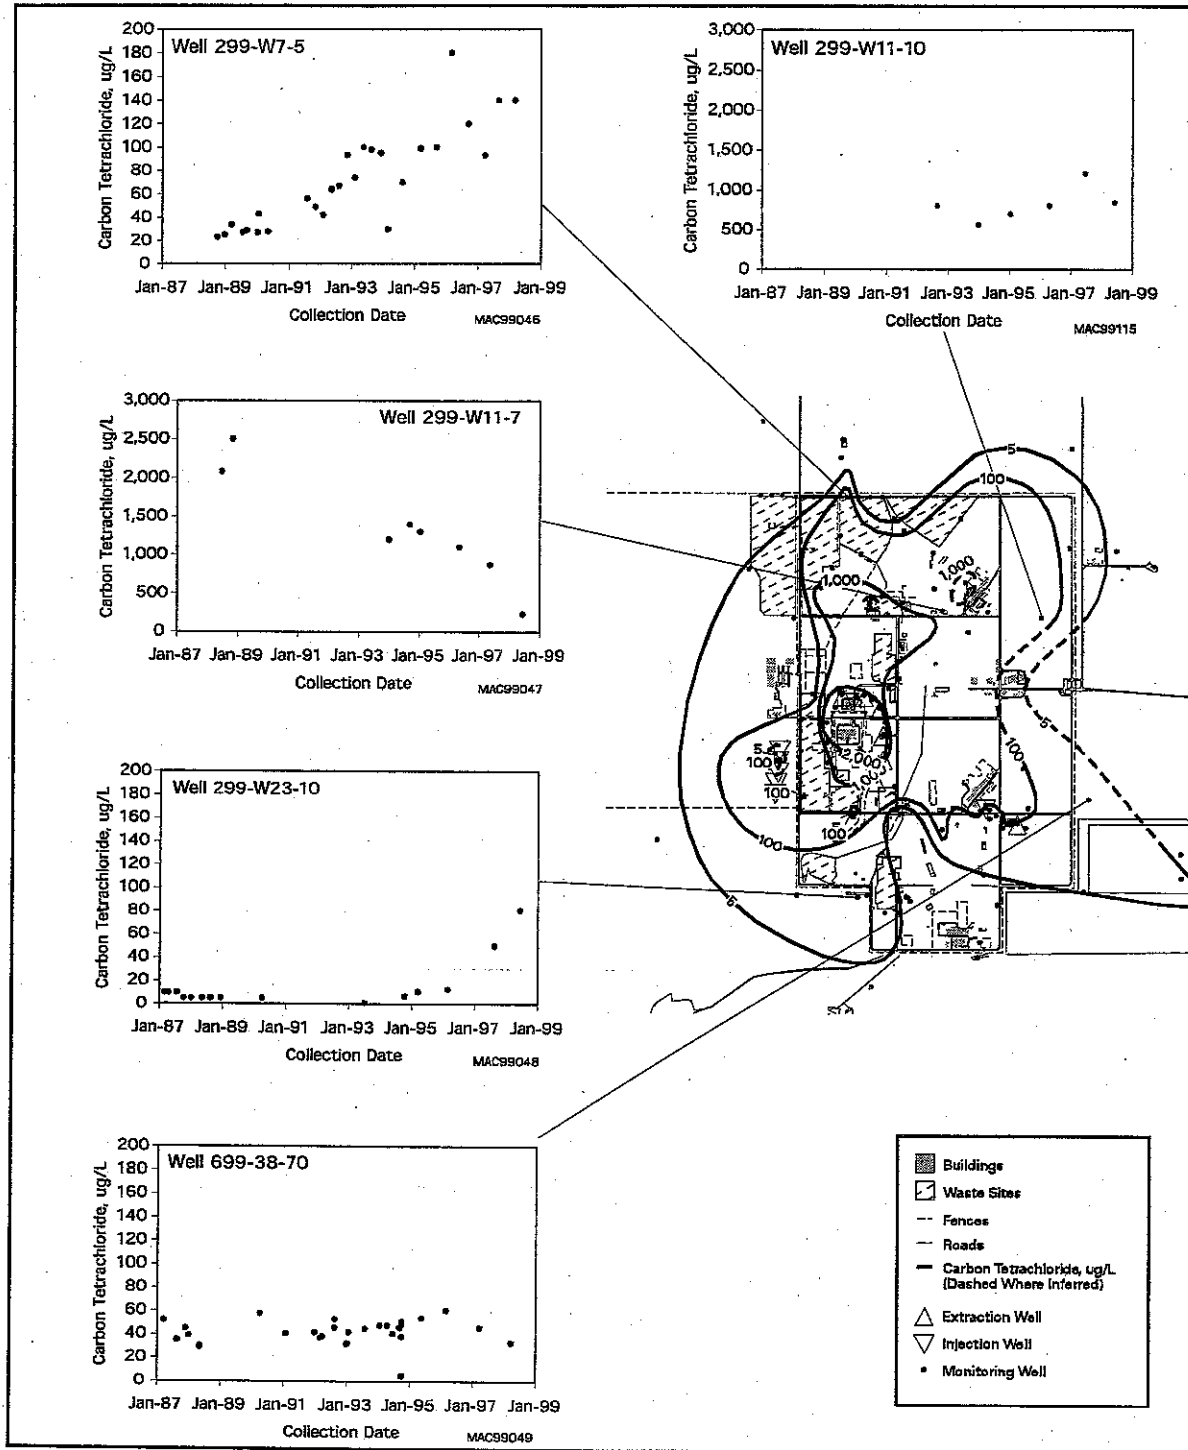 Well 299-W7-5
Carbon Tetrachloride, ug/L
200
180
160
140
120
100
80
60
40
20
0
Jan-87 Jan-89 Jan-91 Jan-93 Jan-95 Jan-97 Jan-99
Collection Date
MAC99046
Well 299-W11-10
Carbon Tetrachloride, ug/L
3,000
2,500
2,000
1,500
1,000
500
0
Jan-87 Jan-89 Jan-91 Jan-93 Jan-95 Jan-97 Jan-99
Collection Date
MAC99115
Well 299-W11-7
Carbon Tetrachloride, ug/L
3,000
2,500
2,000
1,500
1,000
500
0
Jan-87 Jan-89 Jan-91 Jan-93 Jan-95 Jan-97 Jan-99
Collection Date
MAC99047
Well 299-W23-10
Carbon Tetrachloride, ug/L
200
180
160
140
120
100
80
60
40
20
0
Jan-87 Jan-89 Jan-91 Jan-93 Jan-95 Jan-97 Jan-99
Collection Date
MAC99048
Well 699-38-70
Carbon Tetrachloride, ug/L
200
180
160
140
120
100
80
60
40
20
0
Jan-87 Jan-89 Jan-91 Jan-93 Jan-95 Jan-97 Jan-99
Collection Date
MAC99049
5
100
1,000
1,000
5
5
100
2,000
100
100
100
100
5
Buildings
Waste Sites
Fences
Roads
Carbon Tetrachloride, ug/L
(Dashed Where Inferred)
Extraction Well
Injection Well
Monitoring Well